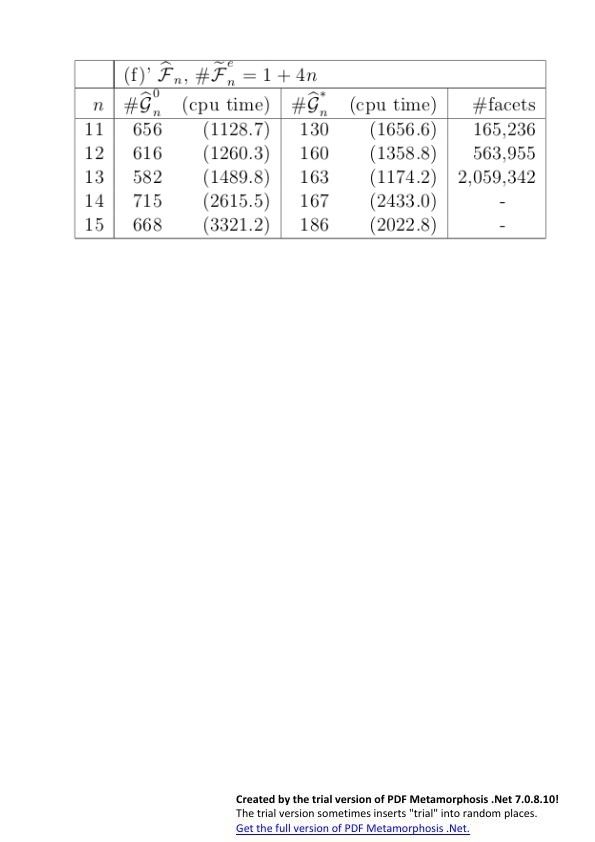 (f)' $\widehat{\mathcal{F}}_n$, $\#\widetilde{\mathcal{F}}_n^e = 1 + 4n$
n $\#\widehat{\mathcal{G}}_n^0$ (cpu time) $\#\widehat{\mathcal{G}}_n^*$ (cpu time) #facets
11 656 (1128.7) 130 (1656.6) 165,236
12 616 (1260.3) 160 (1358.8) 563,955
13 582 (1489.8) 163 (1174.2) 2,059,342
14 715 (2615.5) 167 (2433.0) -
15 668 (3321.2) 186 (2022.8) -
Created by the trial version of PDF Metamorphosis .Net 7.0.8.10!
The trial version sometimes inserts "trial" into random places.
Get the full version of PDF Metamorphosis .Net.